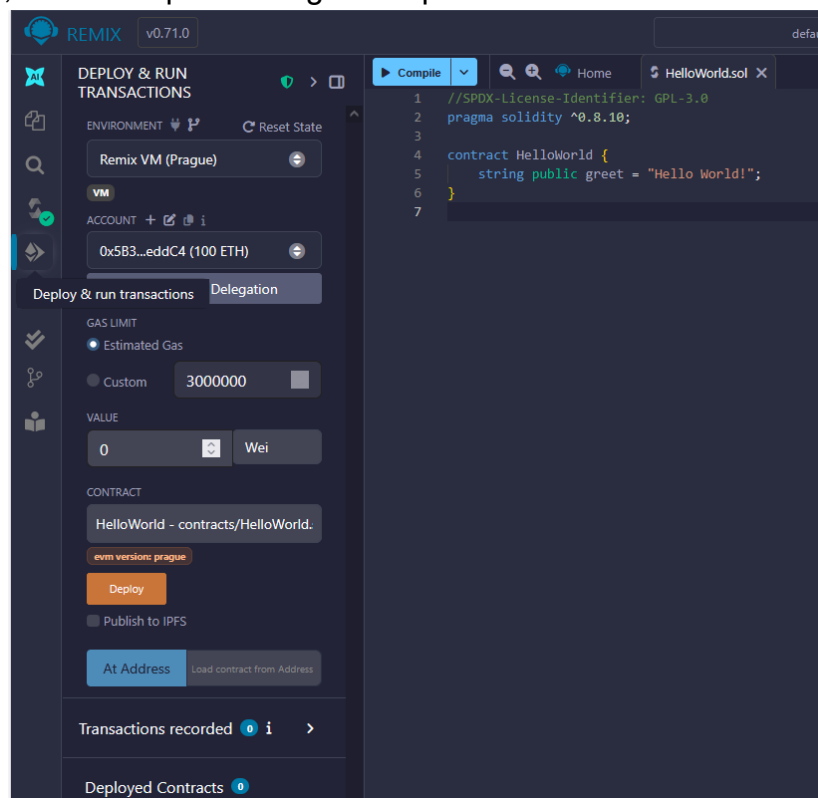 REMIX v0.71.0
defau
DEPLOY & RUN
TRANSACTIONS
ENVIRONMENT
Reset State
Remix VM (Prague)
VM
ACCOUNT
0x5B3...eddC4 (100 ETH)
Deploy & run transactions
Delegation
GAS LIMIT
Estimated Gas
Custom 3000000
VALUE
0 Wei
CONTRACT
HelloWorld - contracts/HelloWorld.
evm version: prague
Deploy
Publish to IPFS
At Address Load contract from Address
Transactions recorded 0 i
Deployed Contracts 0
Compile Home HelloWorld.sol
1 //SPDX-License-Identifier: GPL-3.0
2 pragma solidity ^0.8.10;
3
4 contract HelloWorld {
5 string public greet = "Hello World!";
6 }
7